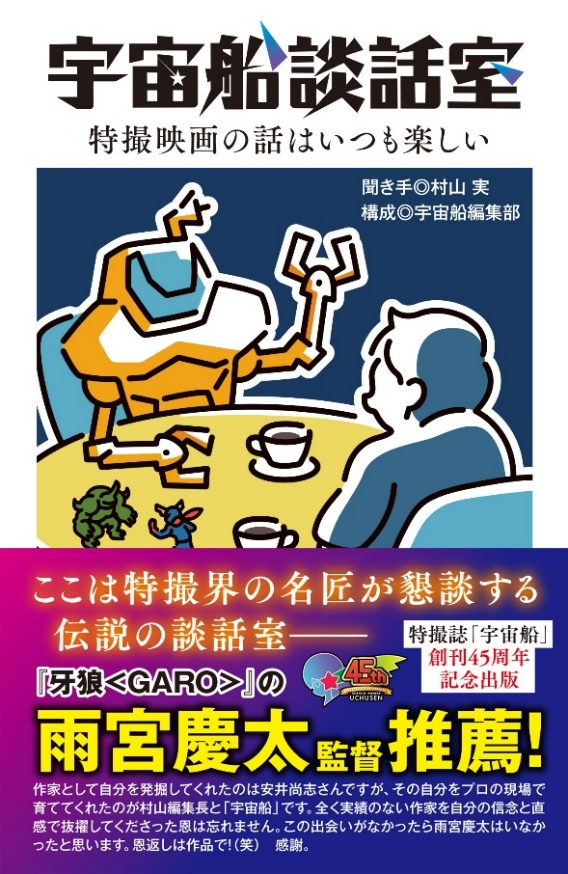 宇宙船談話室
特撮映画の話はいつも楽しい
聞き手◎村山 実
構成◎宇宙船編集部
ここは特撮界の名匠が懇談する
伝説の談話室――
特撮誌「宇宙船」
創刊45周年
記念出版
45th
UCHUSEN
『牙狼<GARO>』の
雨宮慶太監督推薦!
作家として自分を発掘してくれたのは安井尚志さんですが、その自分をプロの現場で
育ててくれたのが村山編集長と「宇宙船」です。全く実績のない作家を自分の信念と直
感で抜擢してくださった恩は忘れません。この出会いがなかったら雨宮慶太はいなか
ったと思います。恩返しは作品で!(笑) 感謝。